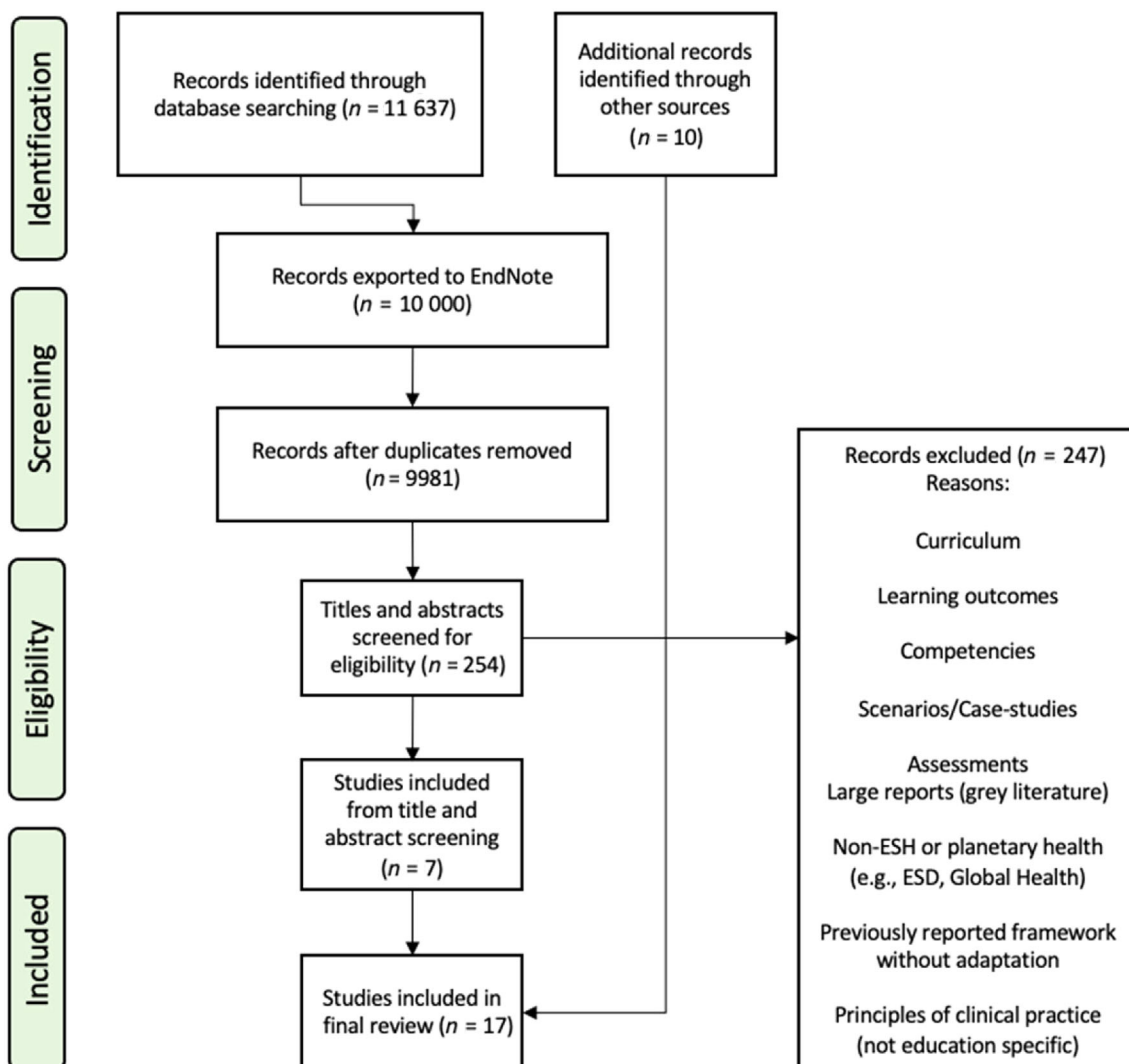 Identification
Records identified through
database searching (n = 11 637)
Additional records
identified through
other sources
(n = 10)
Records exported to EndNote
(n = 10 000)
Screening
Records after duplicates removed
(n = 9981)
Eligibility
Titles and abstracts
screened for
eligibility (n = 254)
Records excluded (n = 247)
Reasons:
Curriculum
Learning outcomes
Competencies
Scenarios/Case-studies
Assessments
Large reports (grey literature)
Non-ESH or planetary health
(e.g., ESD, Global Health)
Previously reported framework
without adaptation
Principles of clinical practice
(not education specific)
Studies included
from title and
abstract screening
(n = 7)
Included
Studies included in
final review (n = 17)